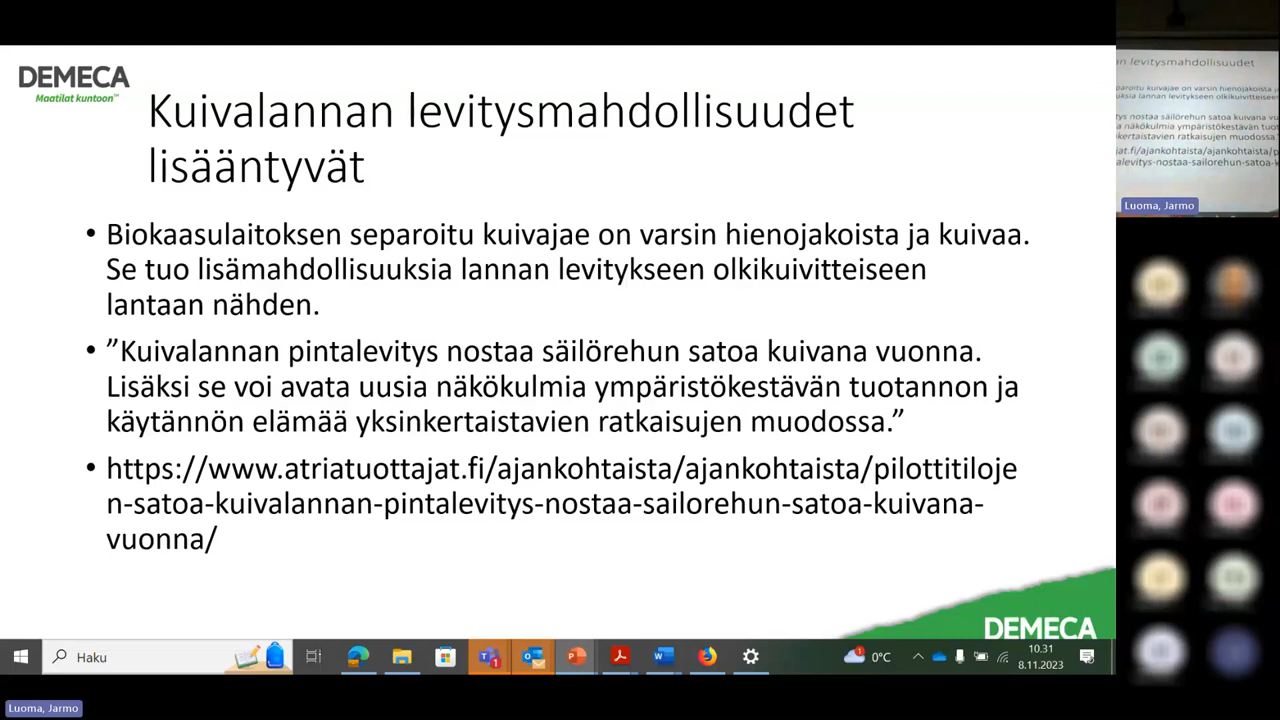 DEMECA
Maatilat kuntoon™
Kuivalannan levitysmahdollisuudet
lisääntyvät
• Biokaasulaitoksen separoitu kuivajae on varsin hienojakoista ja kuivaa.
Se tuo lisämahdollisuuksia lannan levitykseen olkikuivitteiseen
lantaan nähden.
• ”Kuivalannan pintalevitys nostaa säilörehun satoa kuivana vuonna.
Lisäksi se voi avata uusia näkökulmia ympäristökestävän tuotannon ja
käytännön elämää yksinkertaistavien ratkaisujen muodossa.”
• https://www.atriatuottajat.fi/ajankohtaista/ajankohtaista/pilottitiloje
n-satoa-kuivalannan-pintalevitys-nostaa-sailorehun-satoa-kuivana-
vuonna/
DEMECA
Haku
1
1
0°C
10.31
8.11.2023
n levitysmahdollisuudet
Luoma, Jarmo
Luoma, Jarmo